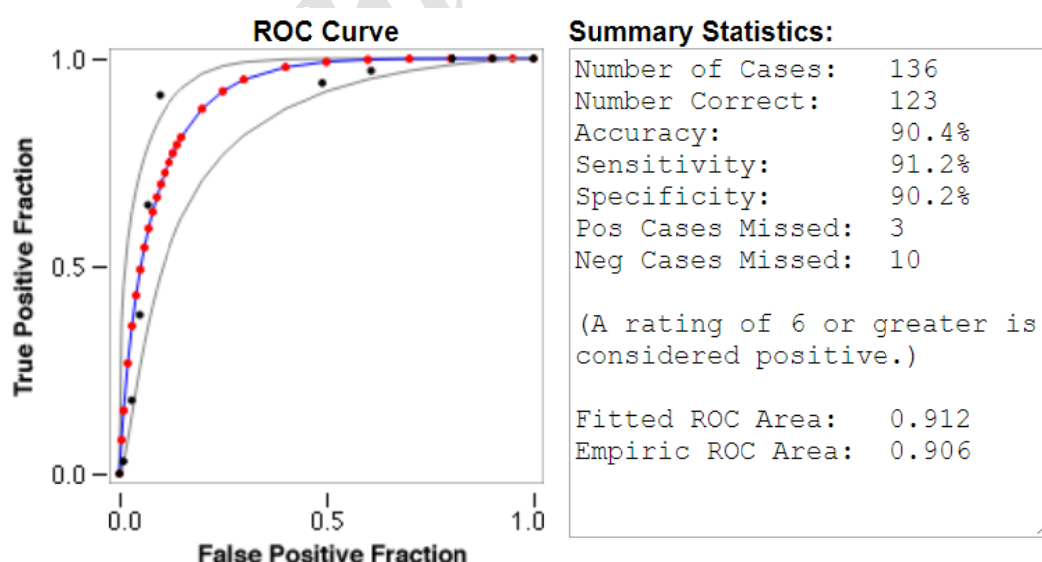 ROC Curve
1.0
0.5
0.0
0.0 0.5 1.0
True Positive Fraction
False Positive Fraction
Summary Statistics:
Number of Cases: 136
Number Correct: 123
Accuracy: 90.4%
Sensitivity: 91.2%
Specificity: 90.2%
Pos Cases Missed: 3
Neg Cases Missed: 10
(A rating of 6 or greater is
considered positive.)
Fitted ROC Area: 0.912
Empiric ROC Area: 0.906